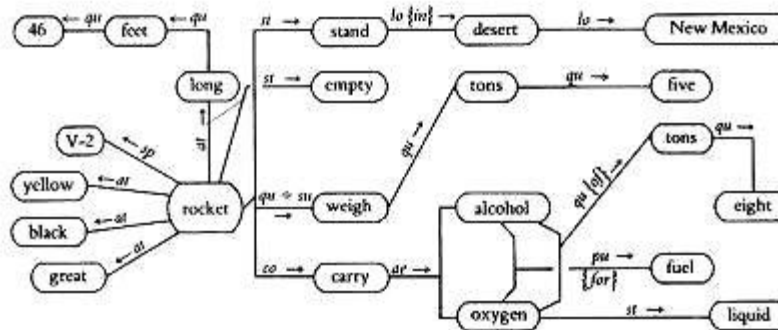 46 ← qu feet ← qu
st → stand lo {in} → desert lo → New Mexico
long st → empty tons qu → five
at →
V-2 ← sp
yellow ← at
black ← at
great ← at
rocket
qu ÷ su → weigh qu →
alcohol qu {of} → tons qu → eight
co → carry ar → pu → {for} fuel
oxygen st → liquid